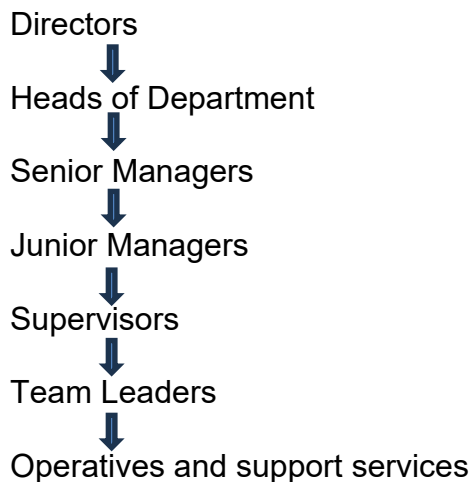 Directors
Heads of Department
Senior Managers
Junior Managers
Supervisors
Team Leaders
Operatives and support services